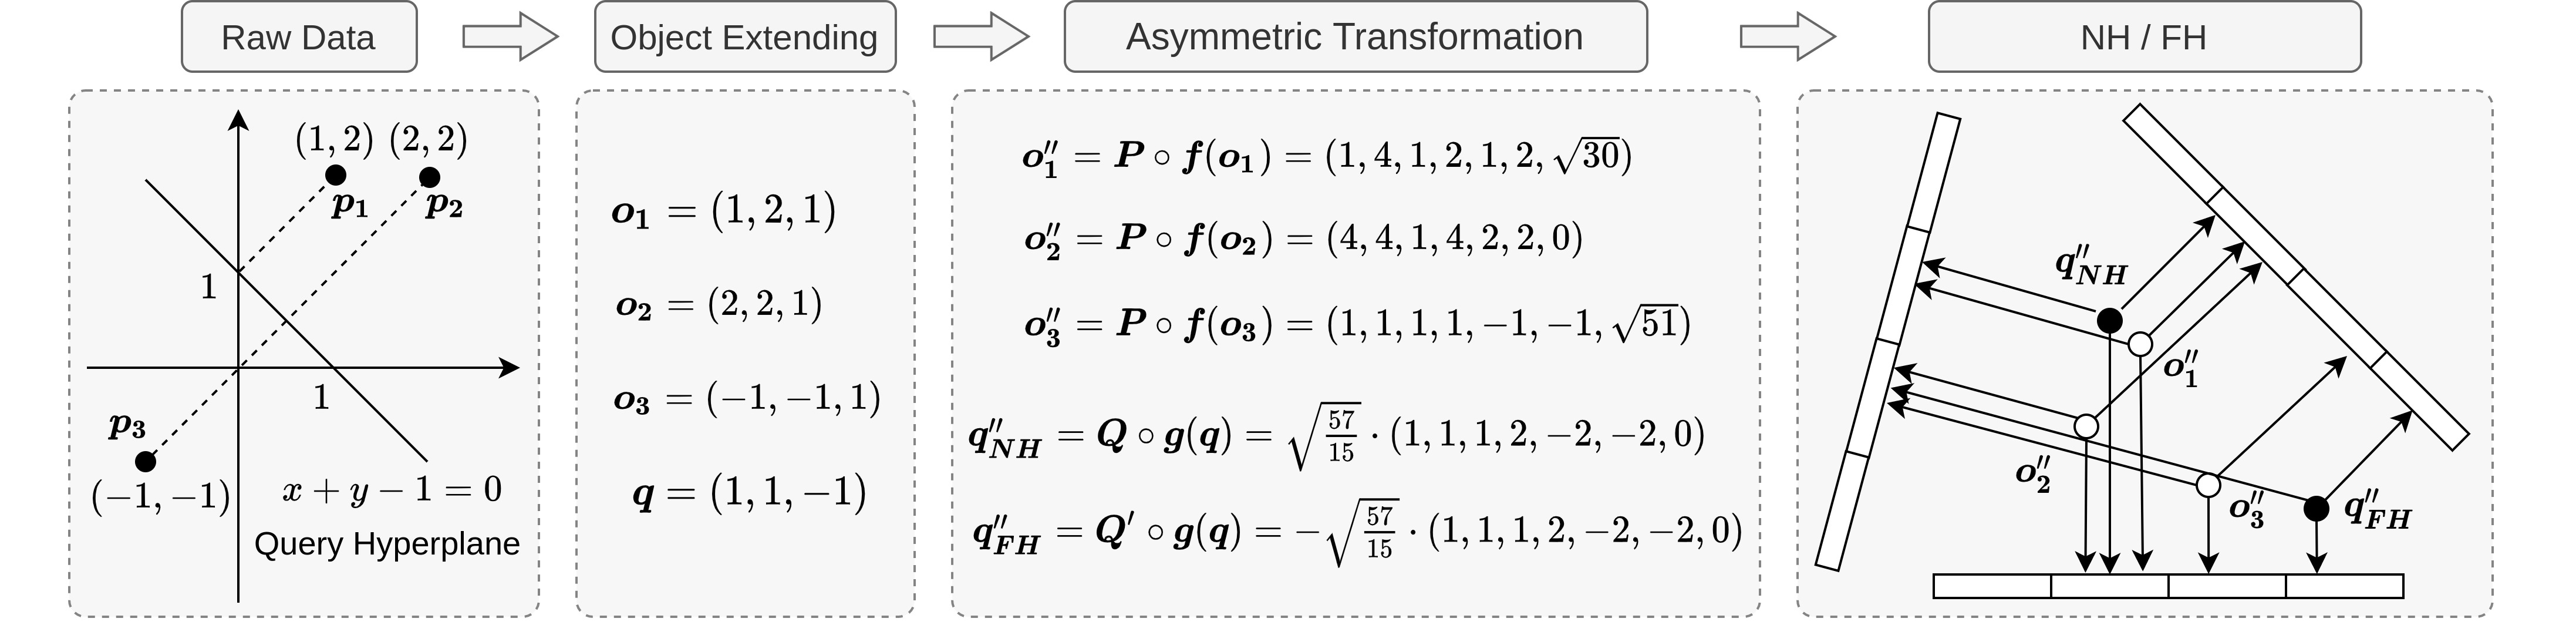 Raw Data
Object Extending
Asymmetric Transformation
NH / FH
(1, 2) (2, 2)
p₁ p₂
1
1
p₃
(−1, −1)
x + y − 1 = 0
Query Hyperplane
o₁ = (1, 2, 1)
o₂ = (2, 2, 1)
o₃ = (−1, −1, 1)
q = (1, 1, −1)
o₁″ = P ∘ f(o₁) = (1, 4, 1, 2, 1, 2, √30)
o₂″ = P ∘ f(o₂) = (4, 4, 1, 4, 2, 2, 0)
o₃″ = P ∘ f(o₃) = (1, 1, 1, 1, −1, −1, √51)
q″_NH = Q ∘ g(q) = √(57/15) · (1, 1, 1, 2, −2, −2, 0)
q″_FH = Q′ ∘ g(q) = −√(57/15) · (1, 1, 1, 2, −2, −2, 0)
q″_NH
o₁″
o₂″
o₃″
q″_FH